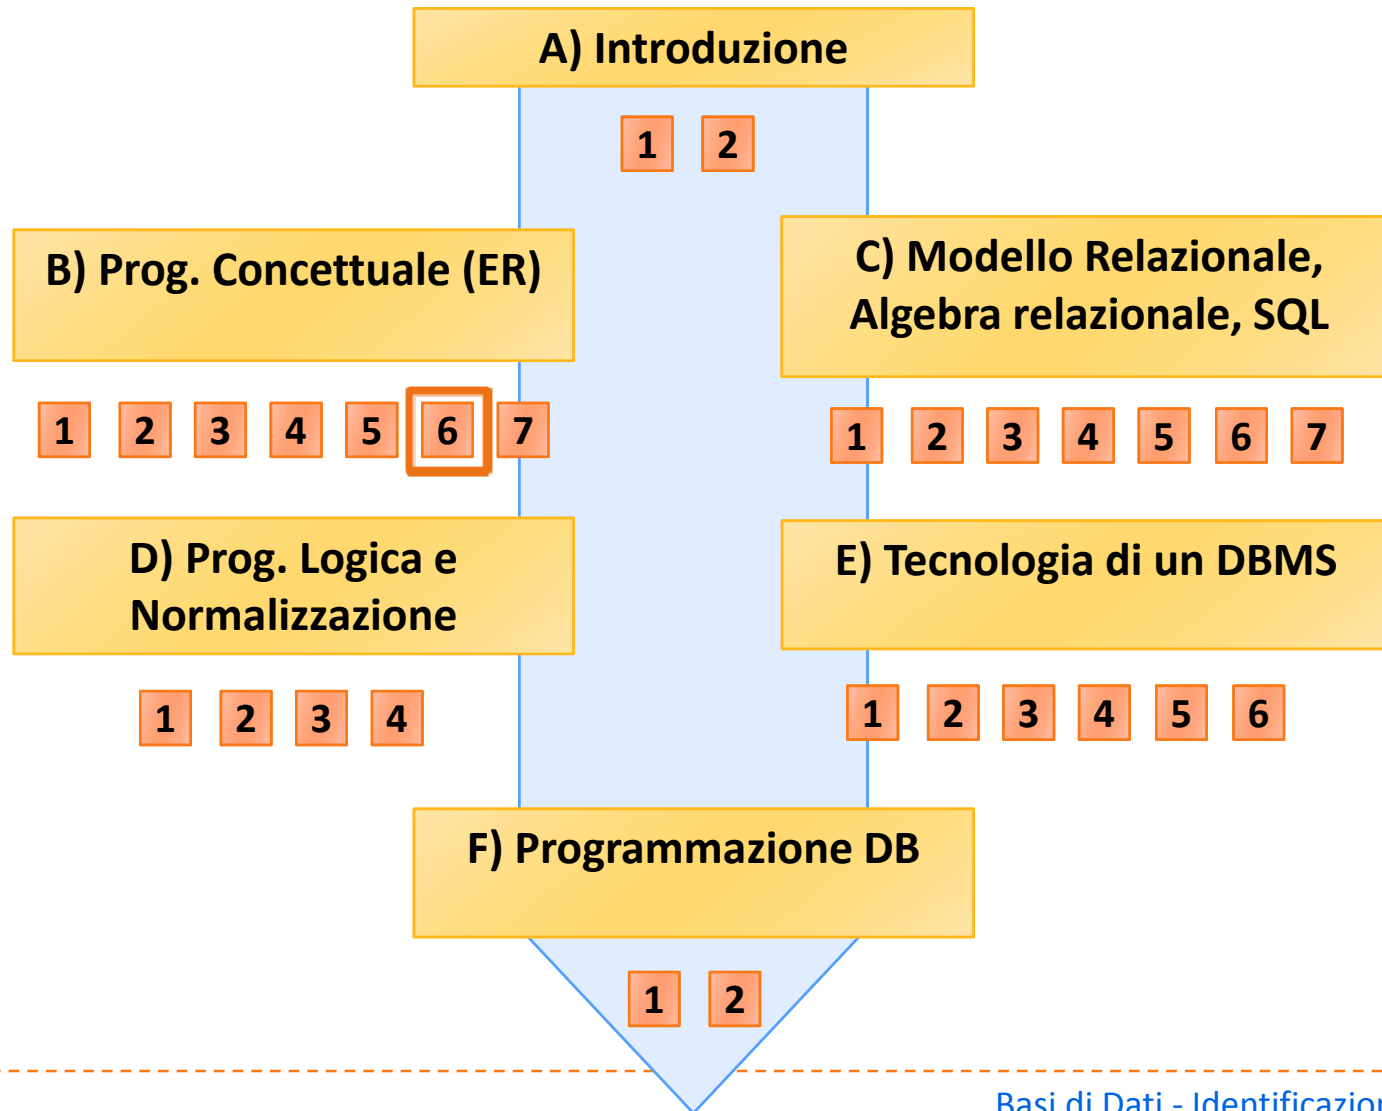 A) Introduzione
1 2
B) Prog. Concettuale (ER)
C) Modello Relazionale,
Algebra relazionale, SQL
1 2 3 4 5 6 7
1 2 3 4 5 6 7
D) Prog. Logica e
Normalizzazione
E) Tecnologia di un DBMS
1 2 3 4
1 2 3 4 5 6
F) Programmazione DB
1 2
Basi di Dati - Identificazion